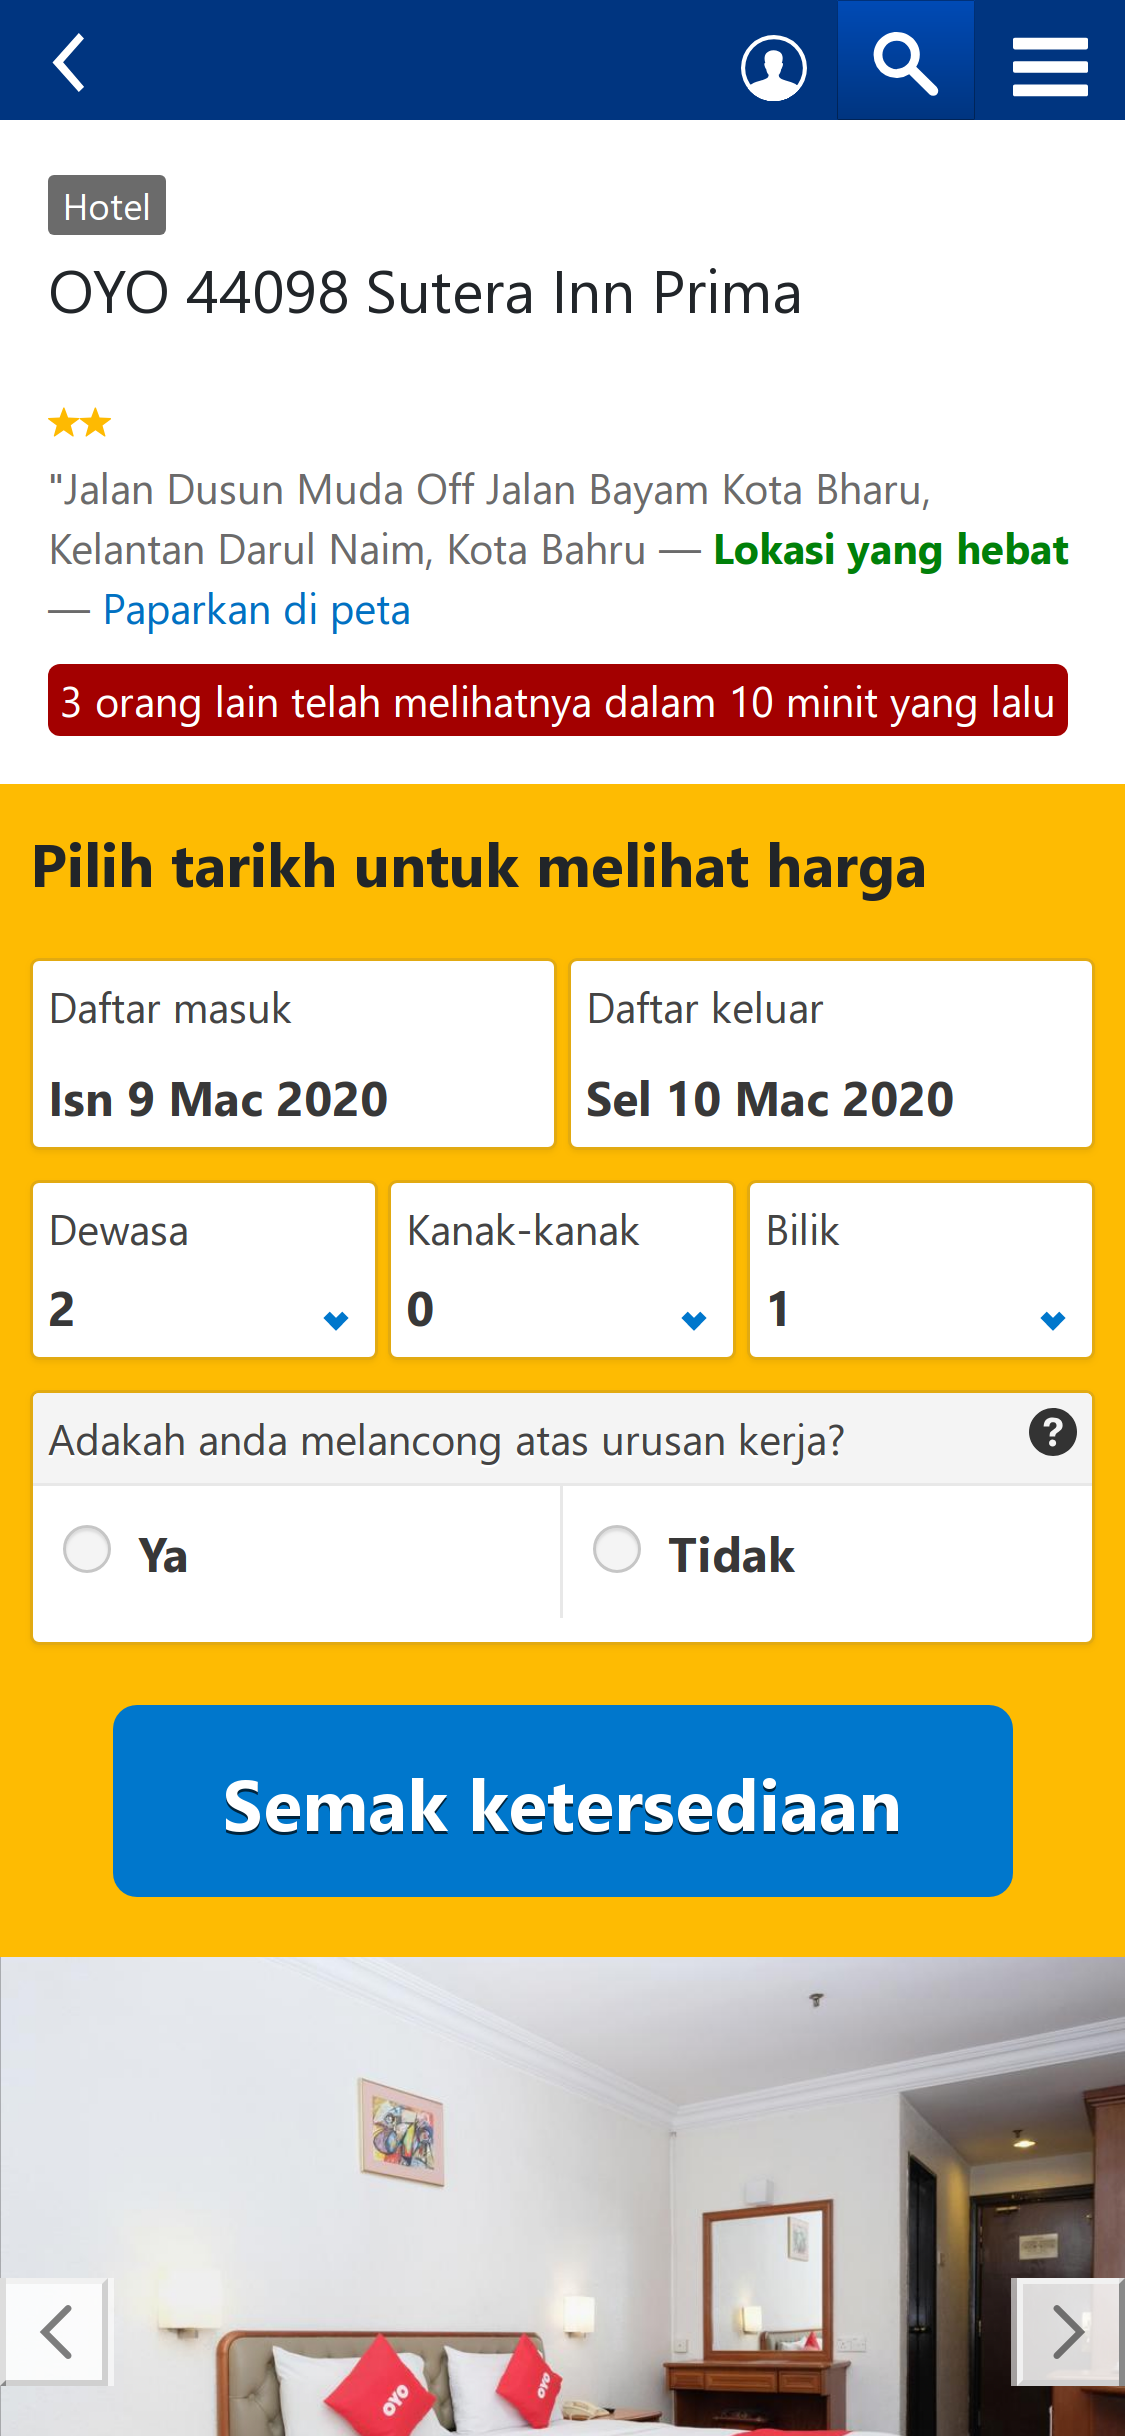 Hotel
OYO 44098 Sutera Inn Prima
"Jalan Dusun Muda Off Jalan Bayam Kota Bharu,
Kelantan Darul Naim, Kota Bahru — Lokasi yang hebat
— Paparkan di peta
3 orang lain telah melihatnya dalam 10 minit yang lalu
Pilih tarikh untuk melihat harga
Daftar masuk
Isn 9 Mac 2020
Daftar keluar
Sel 10 Mac 2020
Dewasa
2
Kanak-kanak
0
Bilik
1
Adakah anda melancong atas urusan kerja?
?
Ya
Tidak
Semak ketersediaan
OYO
OYO